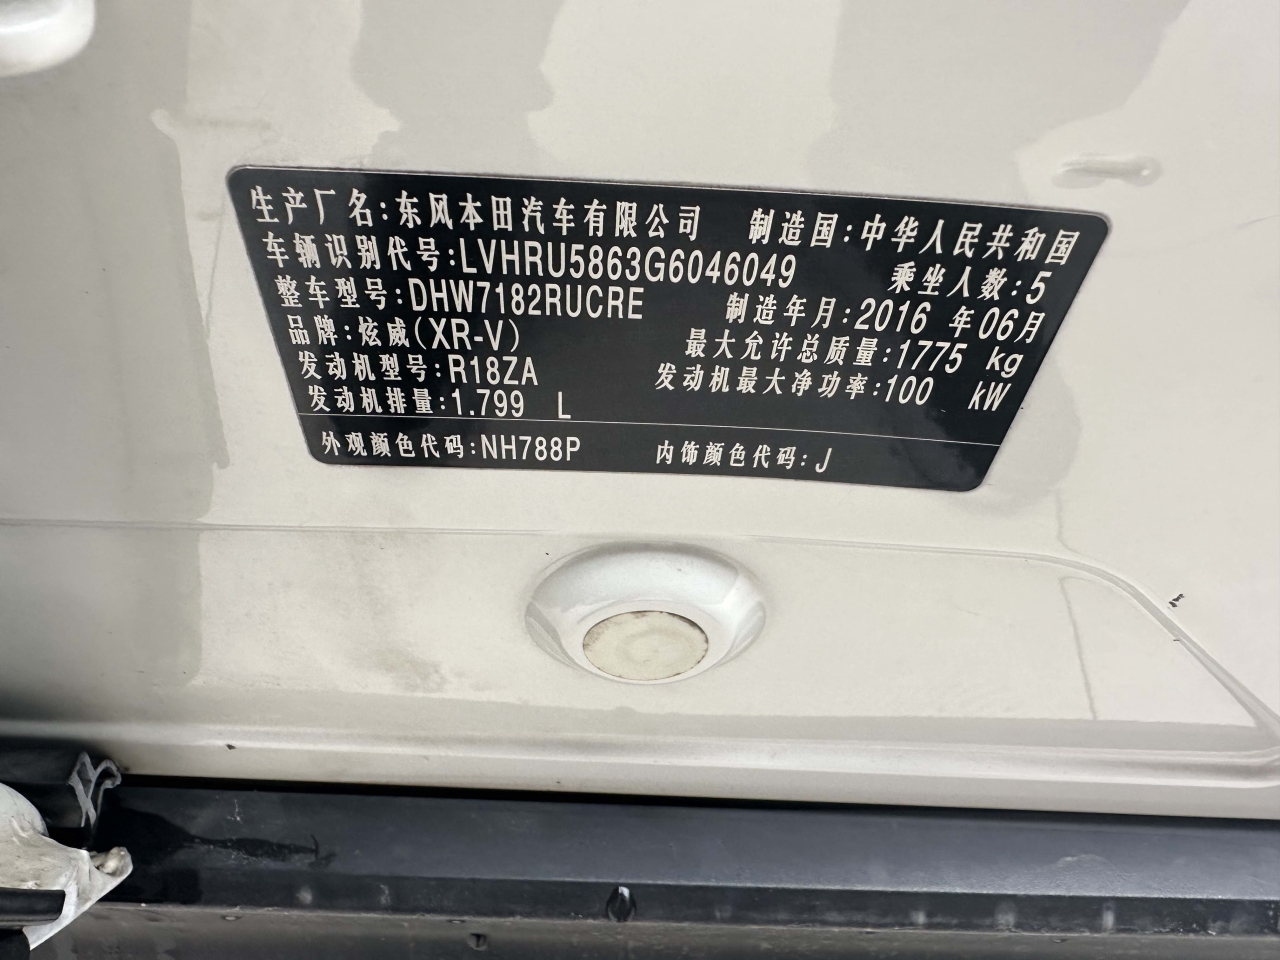 生产厂名:东风本田汽车有限公司 制造国:中华人民共和国
车辆识别代号:LVHRU5863G6046049 乘坐人数:5
整车型号:DHW7182RUCRE 制造年月:2016 年06月
品牌:炫威(XR-V) 最大允许总质量:1775 kg
发动机型号:R18ZA 发动机最大净功率:100 kW
发动机排量:1.799 L
外观颜色代码:NH788P 内饰颜色代码:J